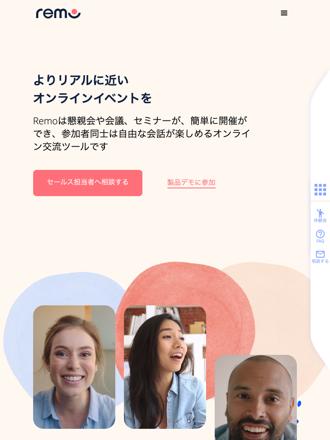 remo
よりリアルに近い
オンラインイベントを
Remoは懇親会や会議、セミナーが、簡単に開催が
でき、参加者同士は自由な会話が楽しめるオンライ
ン交流ツールです
セールス担当者へ相談する
製品デモに参加
体験会
FAQ
相談する